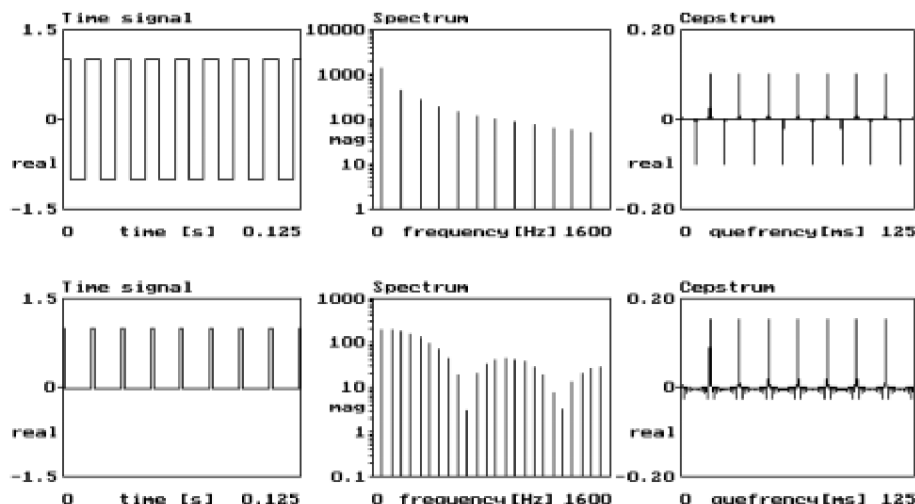 Time signal
Spectrum
Cepstrum
1.5
10000
0.20
1000
0
100
0
mag
real
10
real
-1.5
1
-0.20
0 time [s] 0.125
0 frequency[Hz] 1600
0 quefrency[ms] 125
Time signal
Spectrum
Cepstrum
1.5
1000
0.20
100
0
10
0
mag
real
1
real
-1.5
0.1
-0.20
0 time [s] 0.125
0 frequency[Hz] 1600
0 quefrency[ms] 125